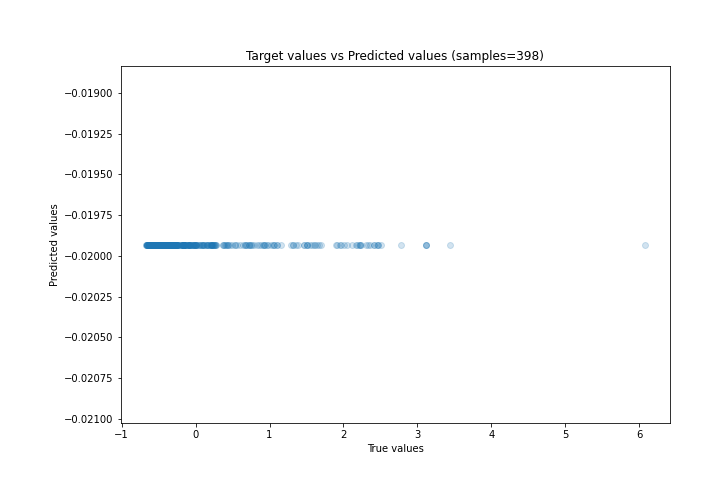 Target values vs Predicted values (samples=398)
−0.01900
−0.01925
−0.01950
−0.01975
−0.02000
−0.02025
−0.02050
−0.02075
−0.02100
Predicted values
−1 0 1 2 3 4 5 6
True values